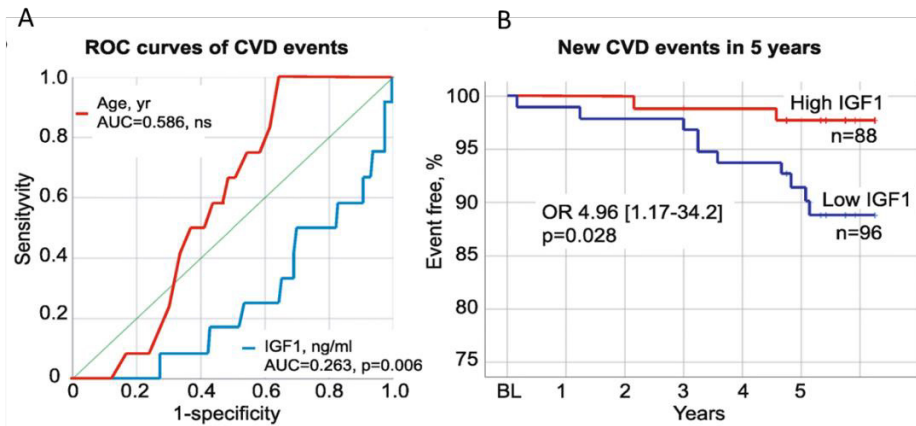 A
ROC curves of CVD events
1.0
0.8
0.6
0.4
0.2
0
Sensityvity
Age, yr
AUC=0.586, ns
IGF1, ng/ml
AUC=0.263, p=0.006
0
0.2
0.4
0.6
0.8
1.0
1-specificity
B
New CVD events in 5 years
100
95
90
85
80
75
Event free, %
High IGF1
n=88
Low IGF1
n=96
OR 4.96 [1.17-34.2]
p=0.028
BL
1
2
3
4
5
Years